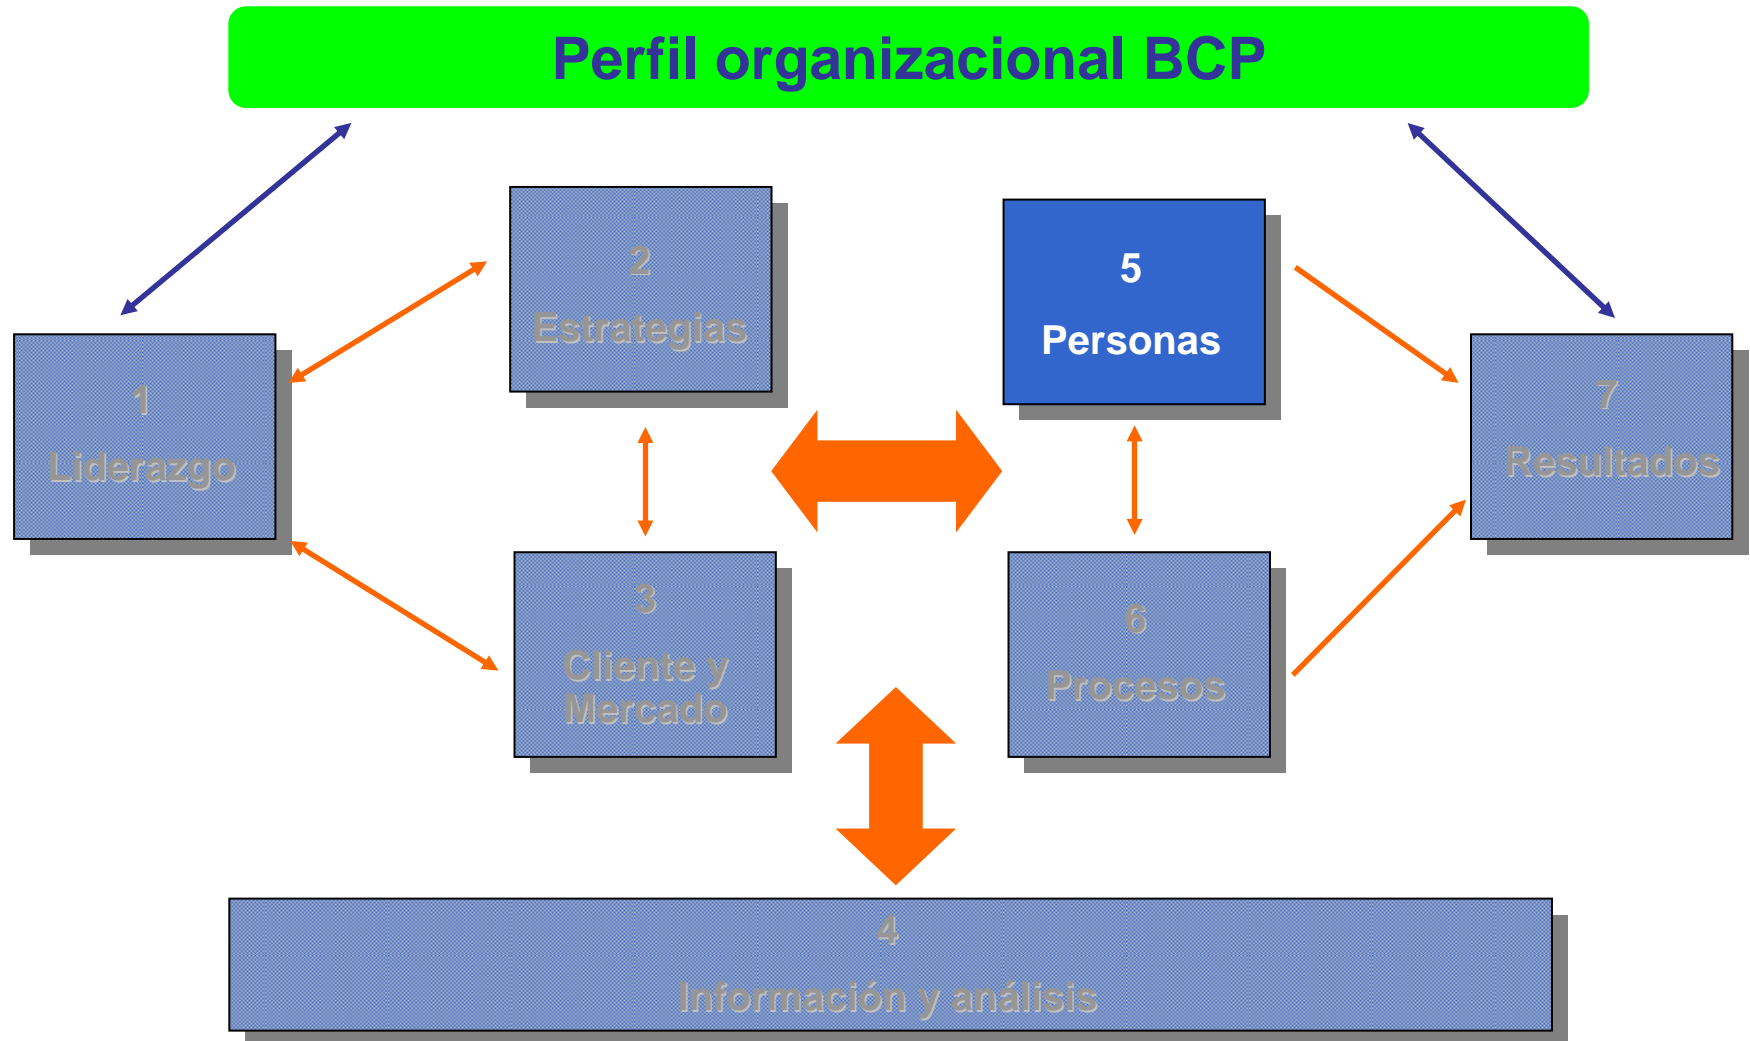 Perfil organizacional BCP
1
Liderazgo
2
Estrategias
3
Cliente y
Mercado
4
Información y análisis
5
Personas
6
Procesos
7
Resultados